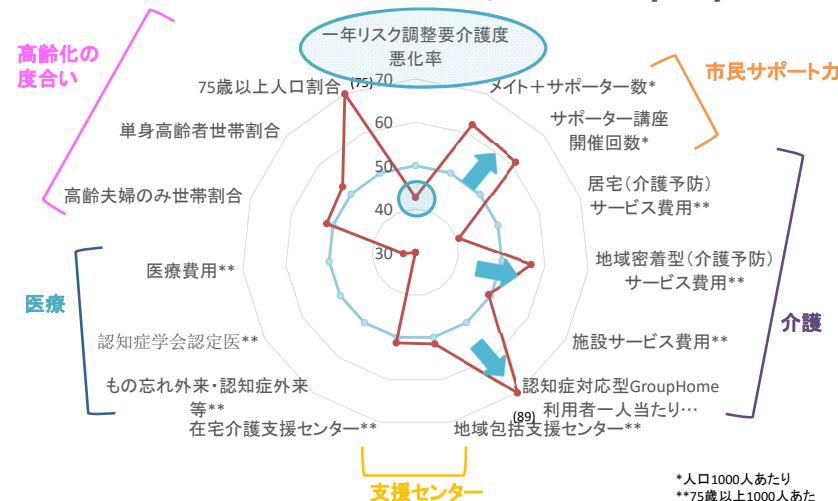 一年リスク調整要介護度
悪化率
高齢化の
度合い
市民サポート力
75歳以上人口割合
(75)
70
メイト＋サポーター数*
サポーター講座
開催回数*
単身高齢者世帯割合
60
50
居宅(介護予防)
サービス費用**
高齢夫婦のみ世帯割合
40
地域密着型(介護予防)
サービス費用**
30
医療費用**
医療
介護
認知症学会認定医**
施設サービス費用**
もの忘れ外来・認知症外来
等**
認知症対応型GroupHome
利用者一人当たり…
(89)
在宅介護支援センター**
地域包括支援センター**
支援センター
*人口1000人あたり
**75歳以上1000人あた